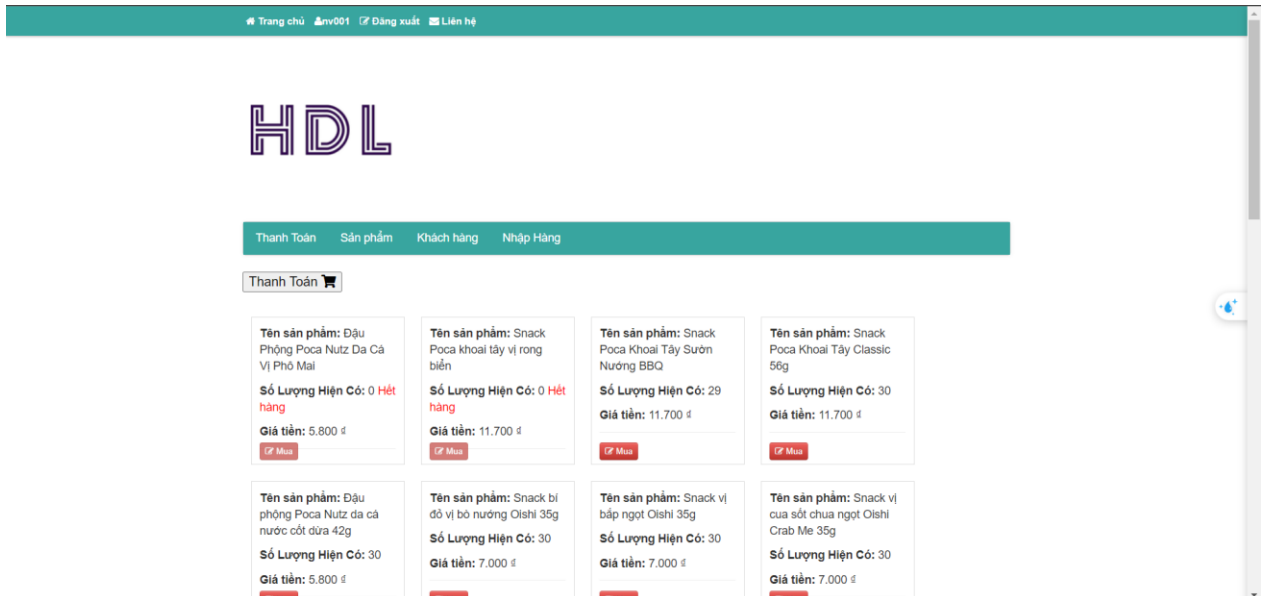 Trang chủ nv001 Đăng xuất Liên hệ
HDL
Thanh Toán Sản phẩm Khách hàng Nhập Hàng
Thanh Toán
Tên sản phẩm: Đậu
Phộng Poca Nutz Da Cá
Vị Phô Mai
Số Lượng Hiện Có: 0 Hết
hàng
Giá tiền: 5.800 ₫
Mua
Tên sản phẩm: Snack
Poca khoai tây vị rong
biển
Số Lượng Hiện Có: 0 Hết
hàng
Giá tiền: 11.700 ₫
Mua
Tên sản phẩm: Snack
Poca Khoai Tây Sườn
Nướng BBQ
Số Lượng Hiện Có: 29
Giá tiền: 11.700 ₫
Mua
Tên sản phẩm: Snack
Poca Khoai Tây Classic
56g
Số Lượng Hiện Có: 30
Giá tiền: 11.700 ₫
Mua
Tên sản phẩm: Đậu
phộng Poca Nutz da cá
nước cốt dừa 42g
Số Lượng Hiện Có: 30
Giá tiền: 5.800 ₫
Tên sản phẩm: Snack bí
đỏ vị bò nướng Oishi 35g
Số Lượng Hiện Có: 30
Giá tiền: 7.000 ₫
Tên sản phẩm: Snack vị
bắp ngọt Oishi 35g
Số Lượng Hiện Có: 30
Giá tiền: 7.000 ₫
Tên sản phẩm: Snack vị
cua sốt chua ngọt Oishi
Crab Me 35g
Số Lượng Hiện Có: 30
Giá tiền: 7.000 ₫